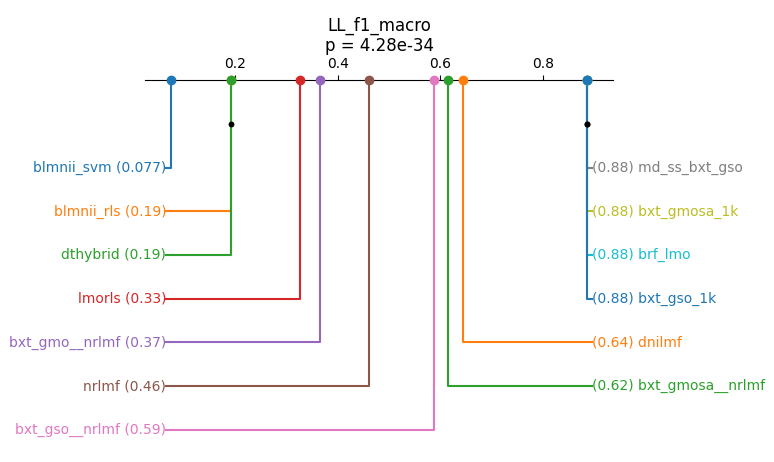 LL_f1_macro
p = 4.28e-34
0.2 0.4 0.6 0.8
blmnii_svm (0.077)
(0.88) md_ss_bxt_gso
blmnii_rls (0.19)
(0.88) bxt_gmosa_1k
dthybrid (0.19)
(0.88) brf_lmo
lmorls (0.33)
(0.88) bxt_gso_1k
bxt_gmo__nrlmf (0.37)
(0.64) dnilmf
nrlmf (0.46)
(0.62) bxt_gmosa__nrlmf
bxt_gso__nrlmf (0.59)